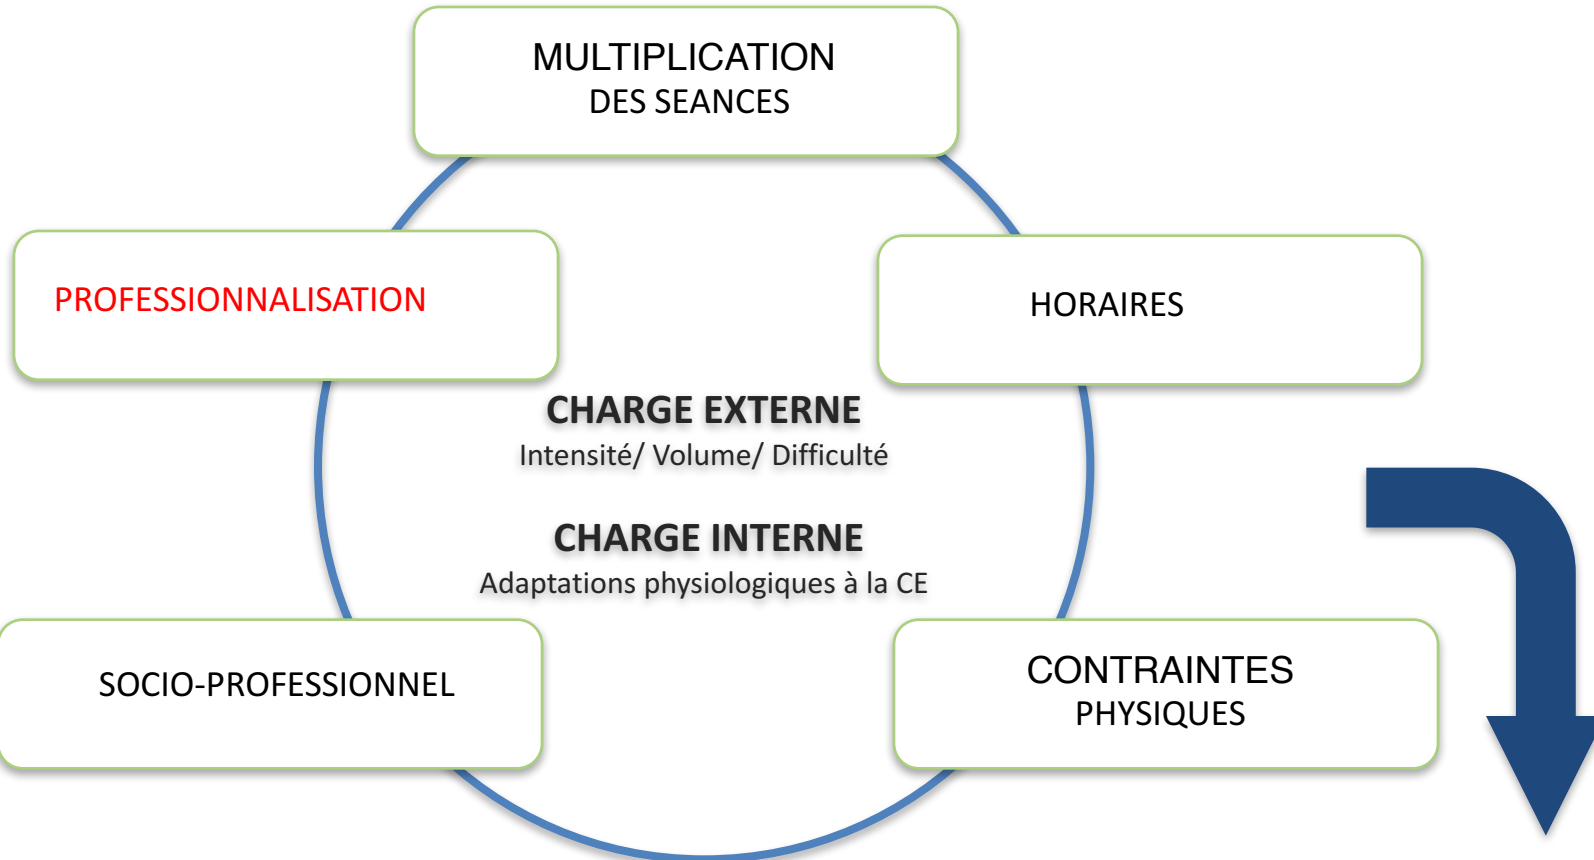 MULTIPLICATION
DES SEANCES
PROFESSIONNALISATION
HORAIRES
CHARGE EXTERNE
Intensité/ Volume/ Difficulté
CHARGE INTERNE
Adaptations physiologiques à la CE
SOCIO-PROFESSIONNEL
CONTRAINTES
PHYSIQUES